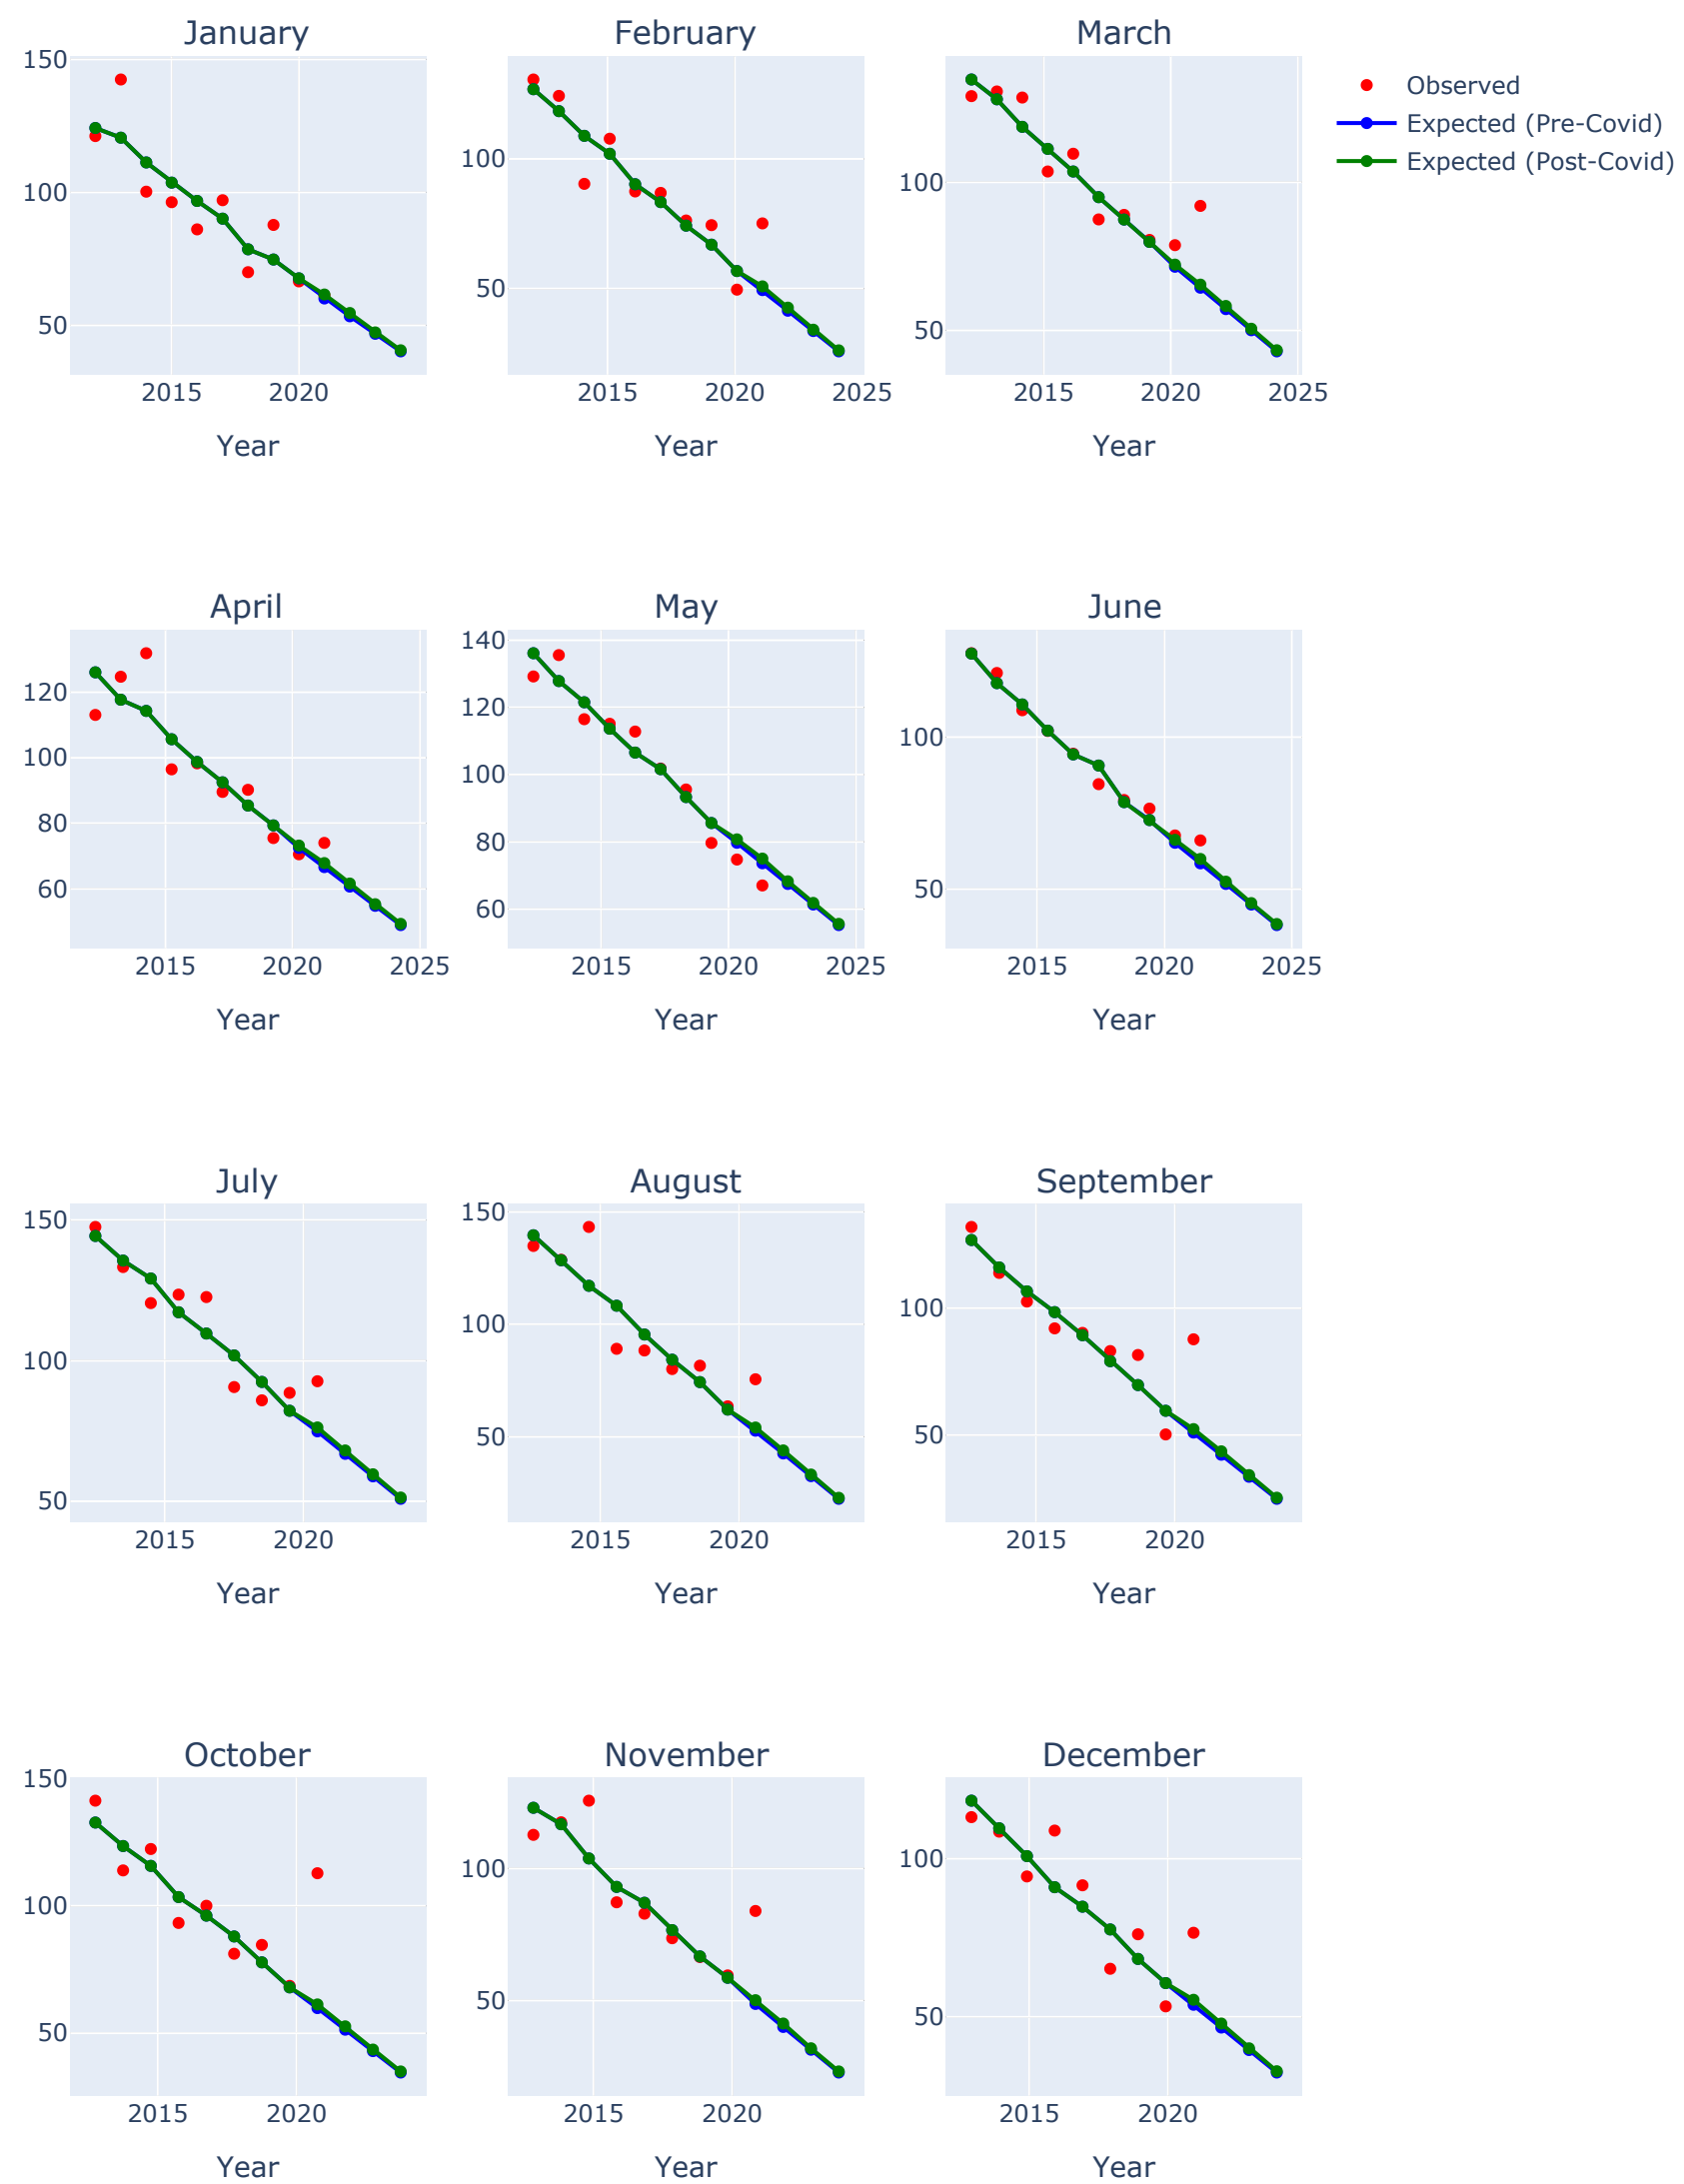 January
February
March
150
100
50
2015
2020
Year
100
50
2015
2020
2025
Year
100
50
2015
2020
2025
Year
Observed
Expected (Pre-Covid)
Expected (Post-Covid)
April
May
June
120
100
80
60
2015
2020
2025
Year
140
120
100
80
60
2015
2020
2025
Year
100
50
2015
2020
2025
Year
July
August
September
150
100
50
2015
2020
Year
150
100
50
2015
2020
Year
100
50
2015
2020
Year
October
November
December
150
100
50
2015
2020
Year
100
50
2015
2020
Year
100
50
2015
2020
Year